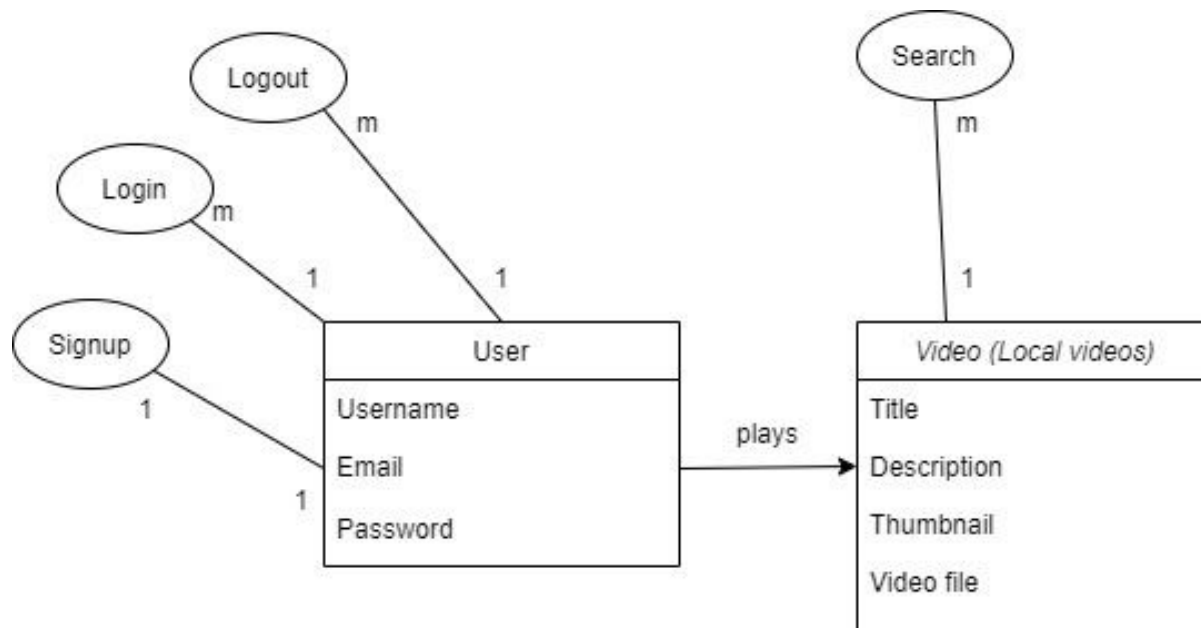 Search
Logout
m
m
Login
m
1
1
1
Signup
1
1
User
Username
Email
Password
plays
Video (Local videos)
Title
Description
Thumbnail
Video file